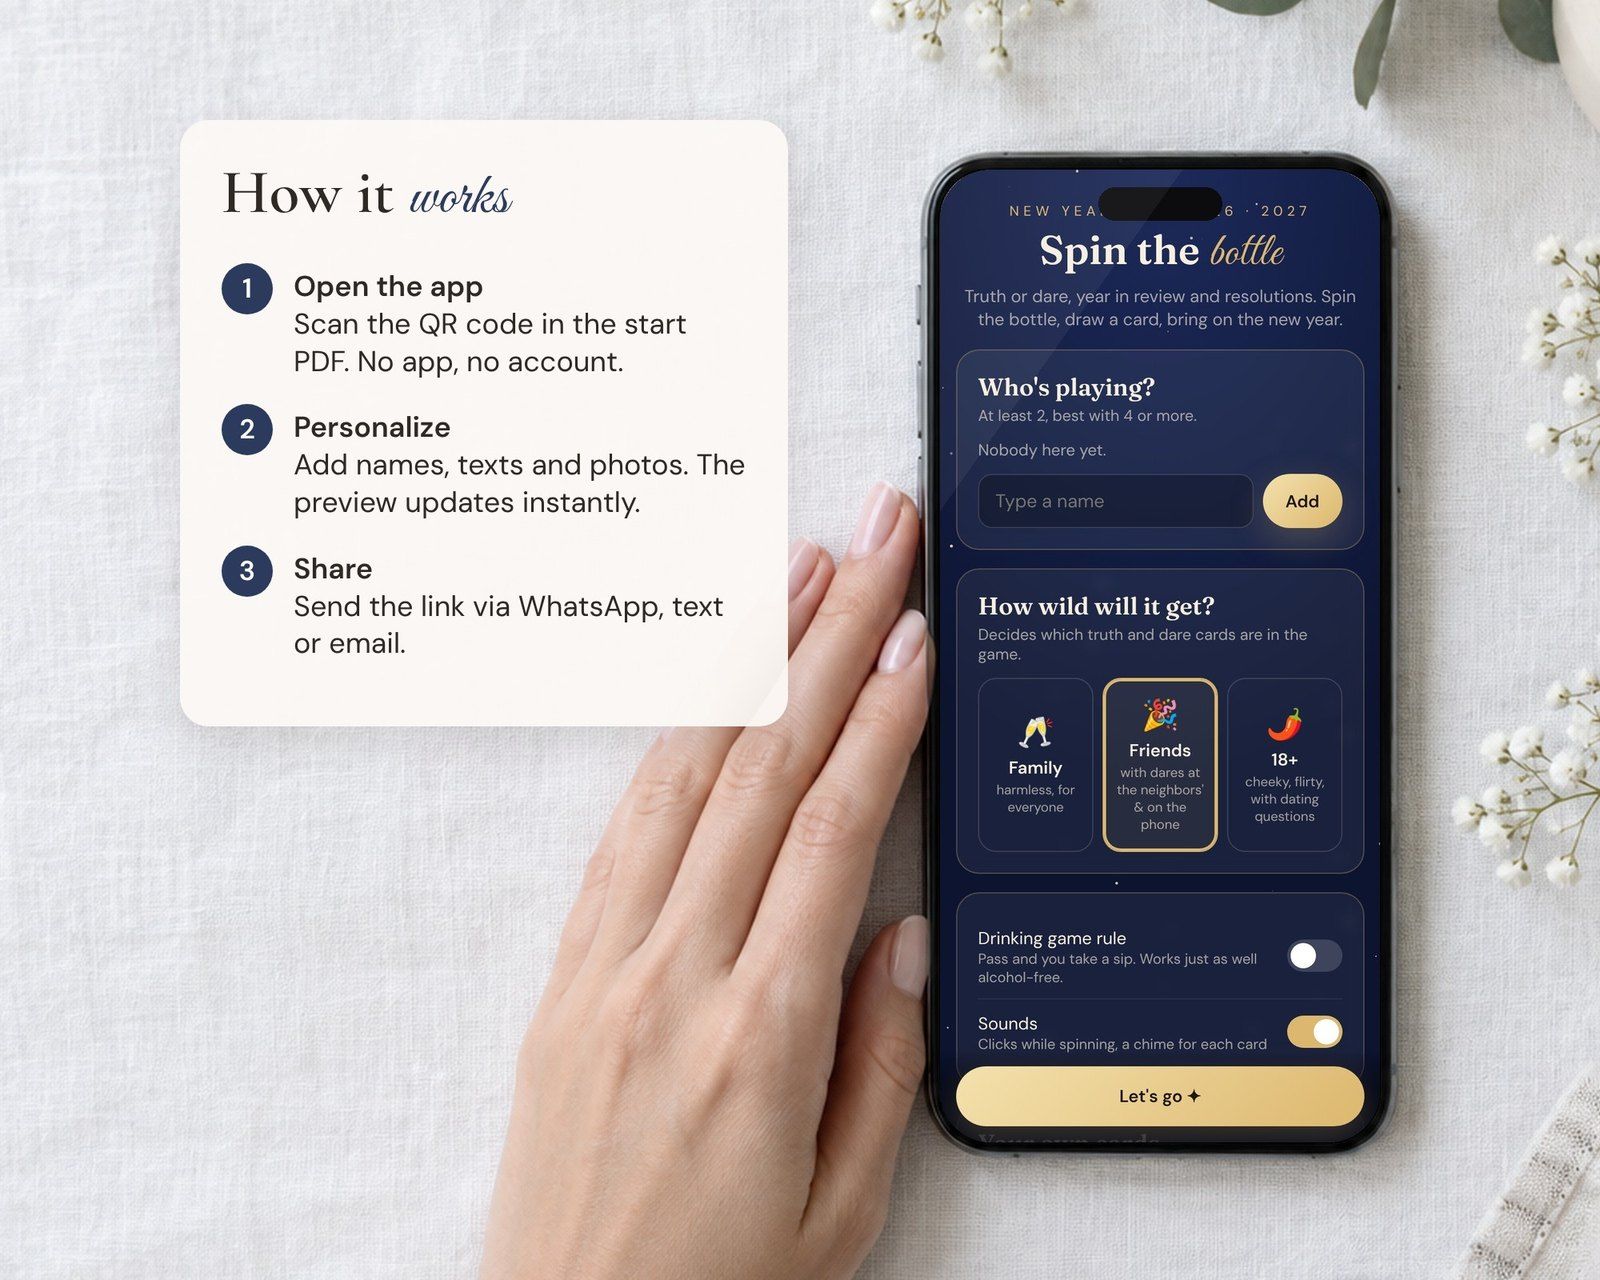 How it works
1
Open the app
Scan the QR code in the start
PDF. No app, no account.
2
Personalize
Add names, texts and photos. The
preview updates instantly.
3
Share
Send the link via WhatsApp, text
or email.
NEW 6 · 2027
Spin the bottle
Truth or dare, year in review and resolutions. Spin
the bottle, draw a card, bring on the new year.
Who's playing?
At least 2, best with 4 or more.
Nobody here yet.
Type a name
Add
How wild will it get?
Decides which truth and dare cards are in the
game.
Family
harmless, for
everyone
Friends
with dares at
the neighbors'
& on the
phone
18+
cheeky, flirty,
with dating
questions
Drinking game rule
Pass and you take a sip. Works just as well
alcohol-free.
Sounds
Clicks while spinning, a chime for each card
Let's go ✦